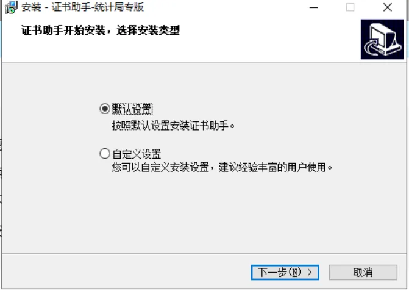 安装 - 证书助手-统计局专版
证书助手开始安装，选择安装类型
默认设置
按照默认设置安装证书助手。
自定义设置
您可以自定义安装设置，建议经验丰富的用户使用。
下一步(N) >
取消